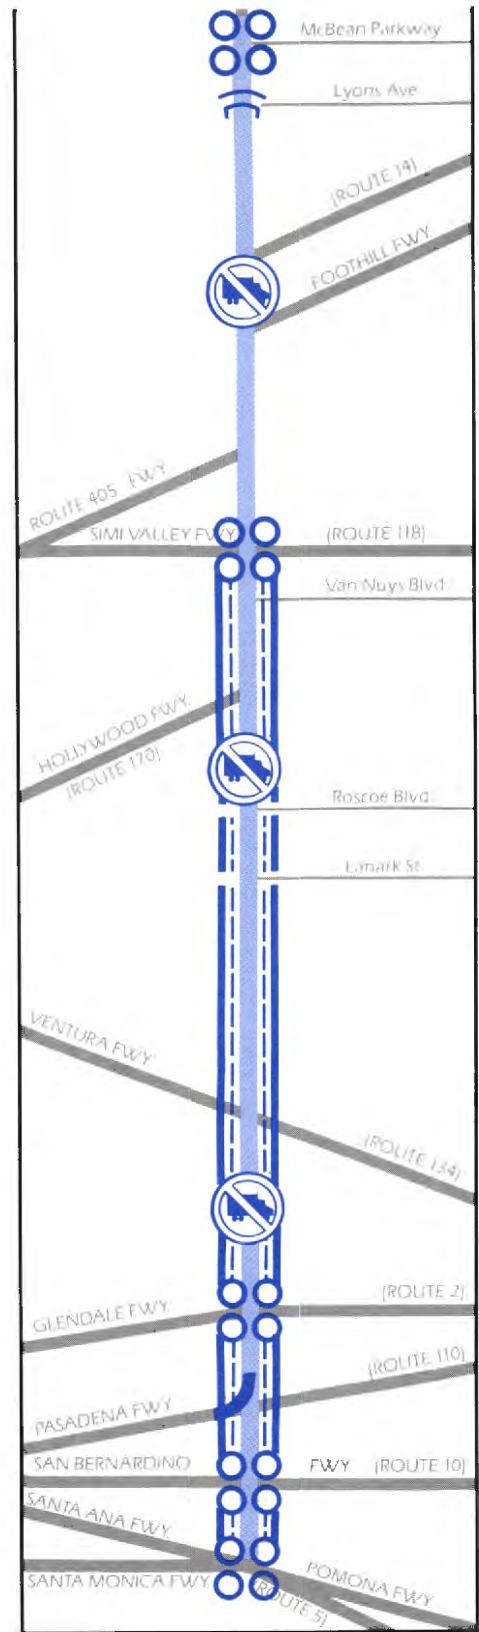 McBean Parkway
Lyons Ave
(ROUTE 14)
FOOTHILL FWY.
ROUTE 405 FWY
SIMI VALLEY FWY
(ROUTE 118)
Van Nuys Blvd
HOLLYWOOD FWY.
(ROUTE 170)
Roscoe Blvd.
Lanark St.
VENTURA FWY
(ROUTE 134)
GLENDALE FWY
(ROUTE 2)
(ROUTE 110)
PASADENA FWY
SAN BERNARDINO FWY (ROUTE 10)
SANTA ANA FWY.
SANTA MONICA FWY
(ROUTE 5)
POMONA FWY